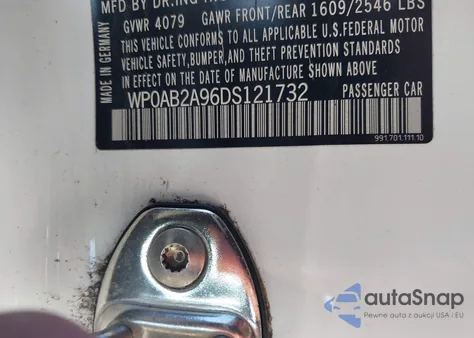 MFD BY DR.ING
GVWR 4079 GAWR FRONT/REAR 1609/2546 LBS
THIS VEHICLE CONFORMS TO ALL APPLICABLE U.S.FEDERAL MOTOR
VEHICLE SAFETY,BUMPER,AND THEFT PREVENTION STANDARDS
IN EFFECT ON THE DATE OF MANUFACTURE SHOWN ABOVE
WP0AB2A96DS121732 PASSENGER CAR
MADE IN GERMANY
991.701.111.10
autoSnap
Pewne auta z aukcji USA i EU